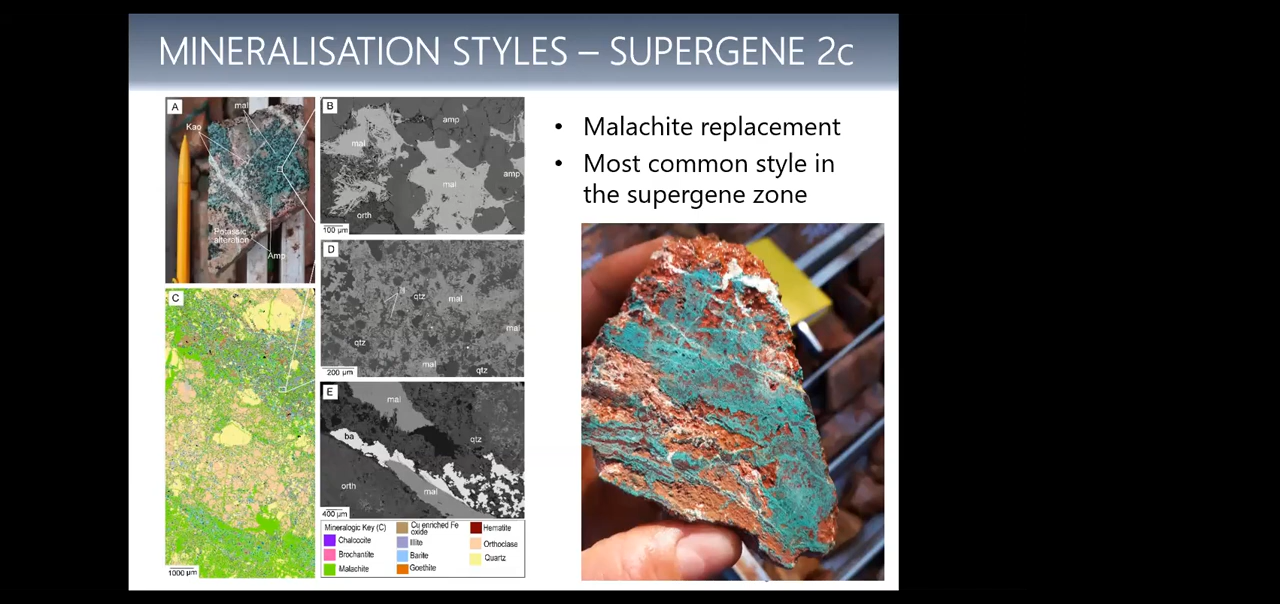 MINERALISATION STYLES – SUPERGENE 2c
A
mal
Kao
Potassic
alteration
Amp
B
amp
mal
amp
mal
orth
100 µm
C
1000 µm
D
qtz
mal
qtz
mal
mal
qtz
200 µm
E
mal
ba
qtz
orth
mal
400 µm
Mineralogic Key (C)
Chalcocite
Brochantite
Malachite
Cu enriched Fe
oxide
Illite
Barite
Goethite
Hematite
Orthoclase
Quartz
• Malachite replacement
• Most common style in
the supergene zone